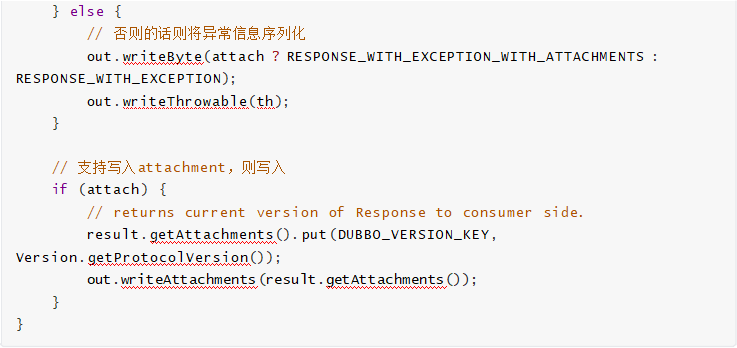 } else {
        // 否则的话则将异常信息序列化
        out.writeByte(attach ? RESPONSE_WITH_EXCEPTION_WITH_ATTACHMENTS :
RESPONSE_WITH_EXCEPTION);
        out.writeThrowable(th);
    }

    // 支持写入attachment，则写入
    if (attach) {
        // returns current version of Response to consumer side.
        result.getAttachments().put(DUBBO_VERSION_KEY,
Version.getProtocolVersion());
        out.writeAttachments(result.getAttachments());
    }
}